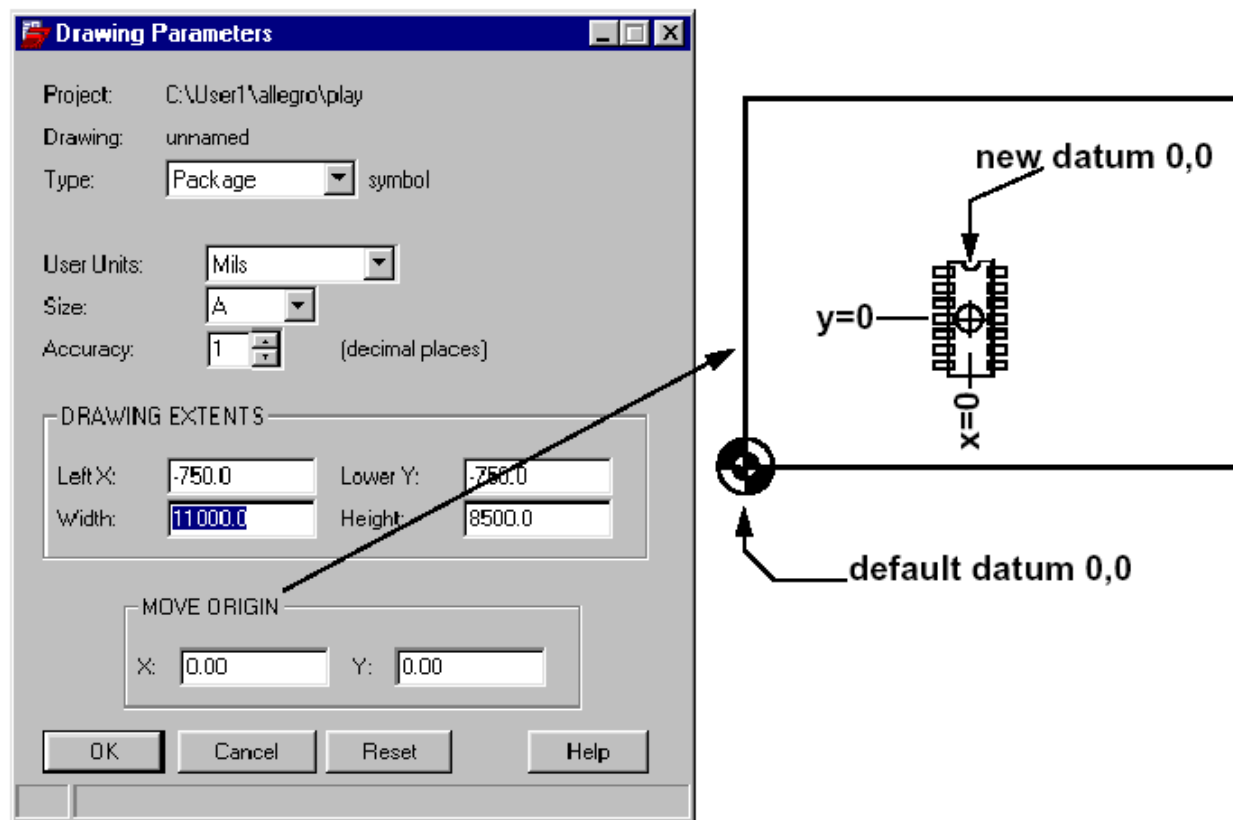 Drawing Parameters
Project: C:\User1\allegro\play
Drawing: unnamed
Type: Package symbol
User Units: Mils
Size: A
Accuracy: 1 (decimal places)
DRAWING EXTENTS
Left X: -750.0 Lower Y: -750.0
Width: 11000.0 Height: 8500.0
MOVE ORIGIN
X: 0.00 Y: 0.00
OK Cancel Reset Help
new datum 0,0
y=0
x=0
default datum 0,0